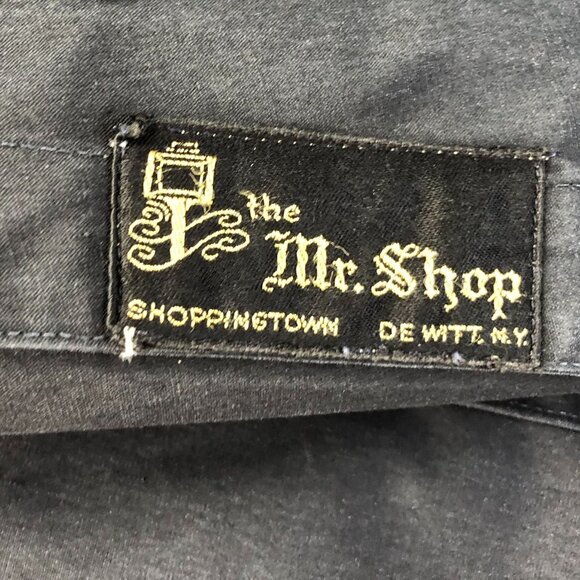 the
Mr. Shop
SHOPPINGTOWN DE WITT. N.Y.